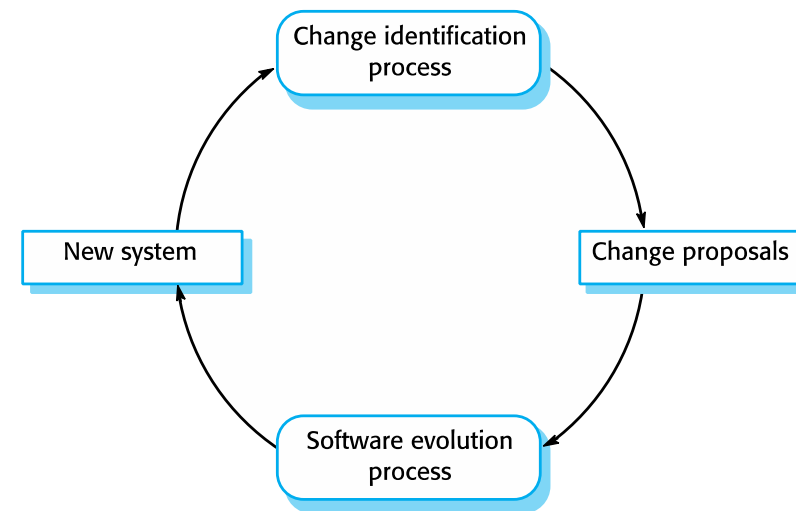 Change identification
process
New system
Change proposals
Software evolution
process